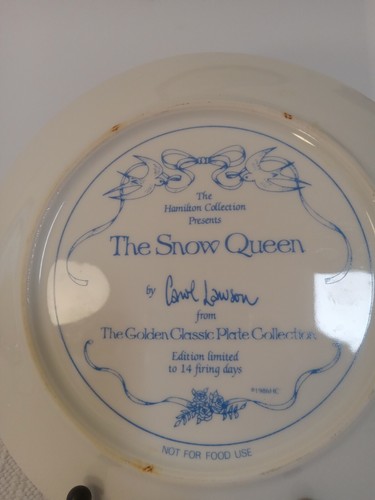 The
Hamilton Collection
Presents
The Snow Queen
by Carol Lawson
from
The Golden Classic Plate Collection
Edition limited
to 14 firing days
NOT FOR FOOD USE